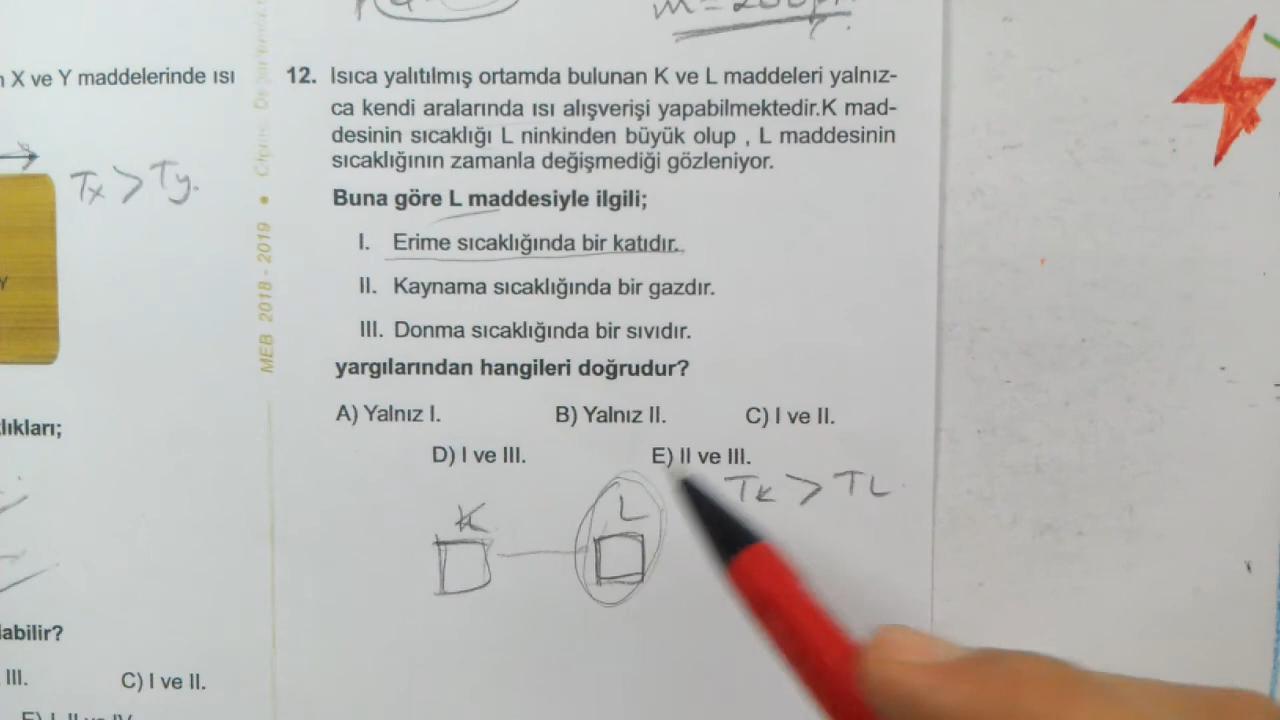 n X ve Y maddelerinde ısı
Tx > Ty.
Y
MEB 2018 - 2019
lıkları;
labilir?
III. C) I ve II.
12. Isıca yalıtılmış ortamda bulunan K ve L maddeleri yalnız-
ca kendi aralarında ısı alışverişi yapabilmektedir.K mad-
desinin sıcaklığı L ninkinden büyük olup , L maddesinin
sıcaklığının zamanla değişmediği gözleniyor.
Buna göre L maddesiyle ilgili;
I. Erime sıcaklığında bir katıdır.
II. Kaynama sıcaklığında bir gazdır.
III. Donma sıcaklığında bir sıvıdır.
yargılarından hangileri doğrudur?
A) Yalnız I. B) Yalnız II. C) I ve II.
D) I ve III. E) II ve III.
TK > TL
K L